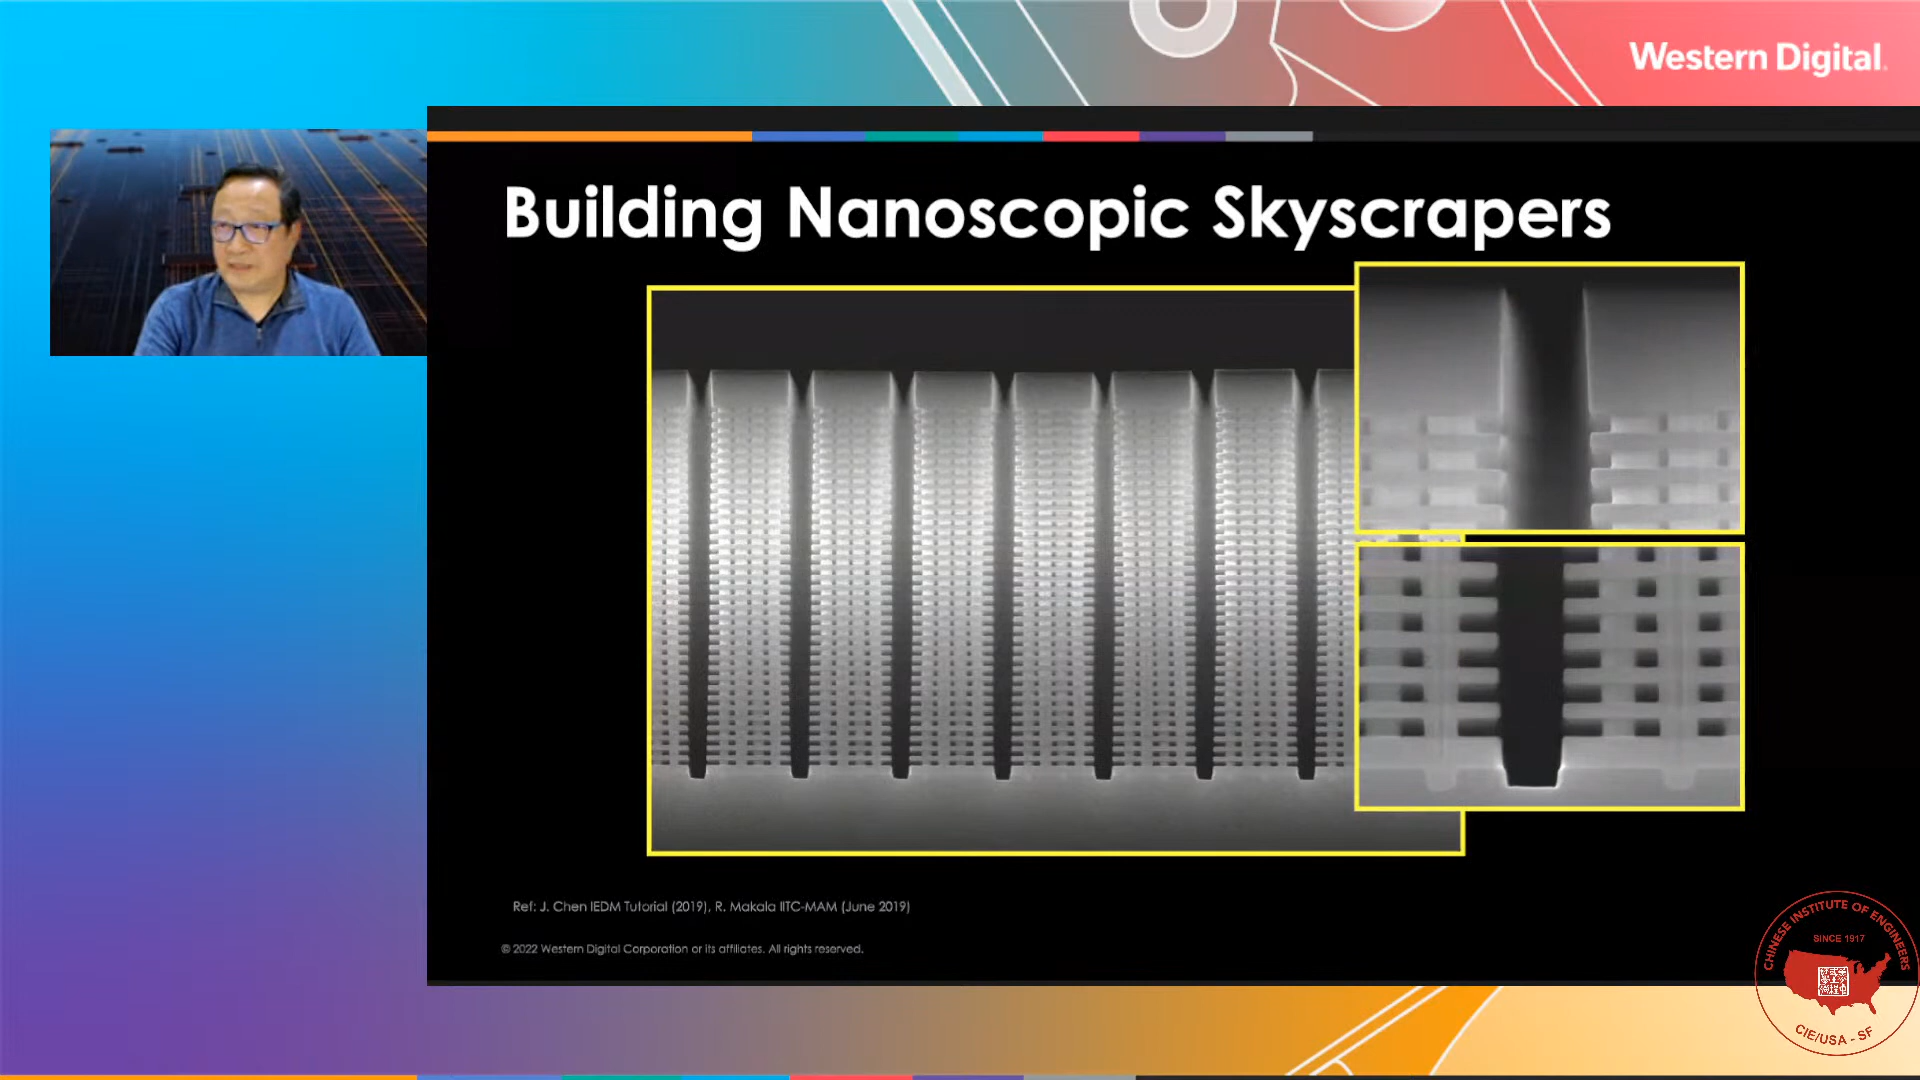 Western Digital.
Building Nanoscopic Skyscrapers
Ref: J. Chen IEDM Tutorial (2019), R. Makala IITC-MAM (June 2019)
© 2022 Western Digital Corporation or its affiliates. All rights reserved.
CHINESE INSTITUTE OF ENGINEERS
SINCE 1917
CIE/USA - SF